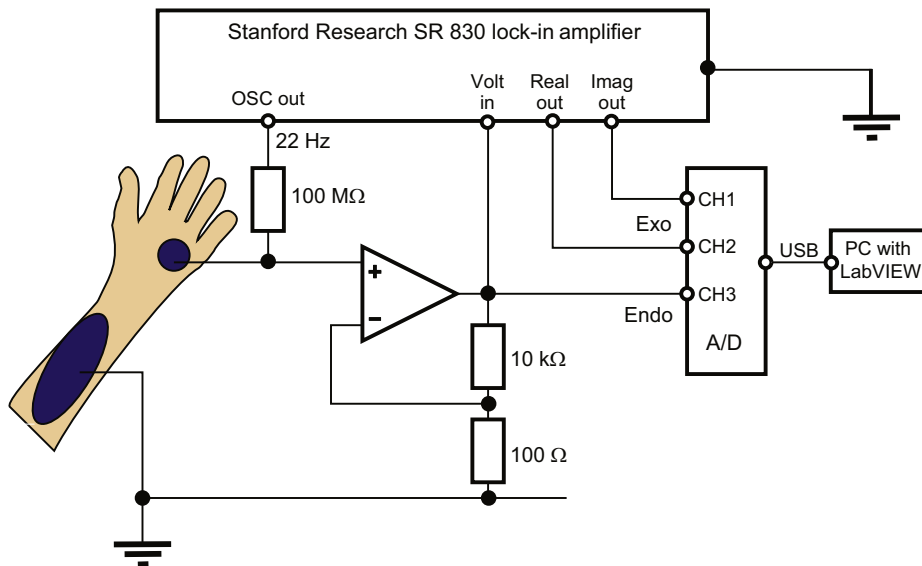 Stanford Research SR 830 lock-in amplifier
OSC out
Volt
in
Real
out
Imag
out
22 Hz
100 MΩ
CH1
Exo
CH2
USB
PC with
LabVIEW
+
−
CH3
Endo
A/D
10 kΩ
100 Ω